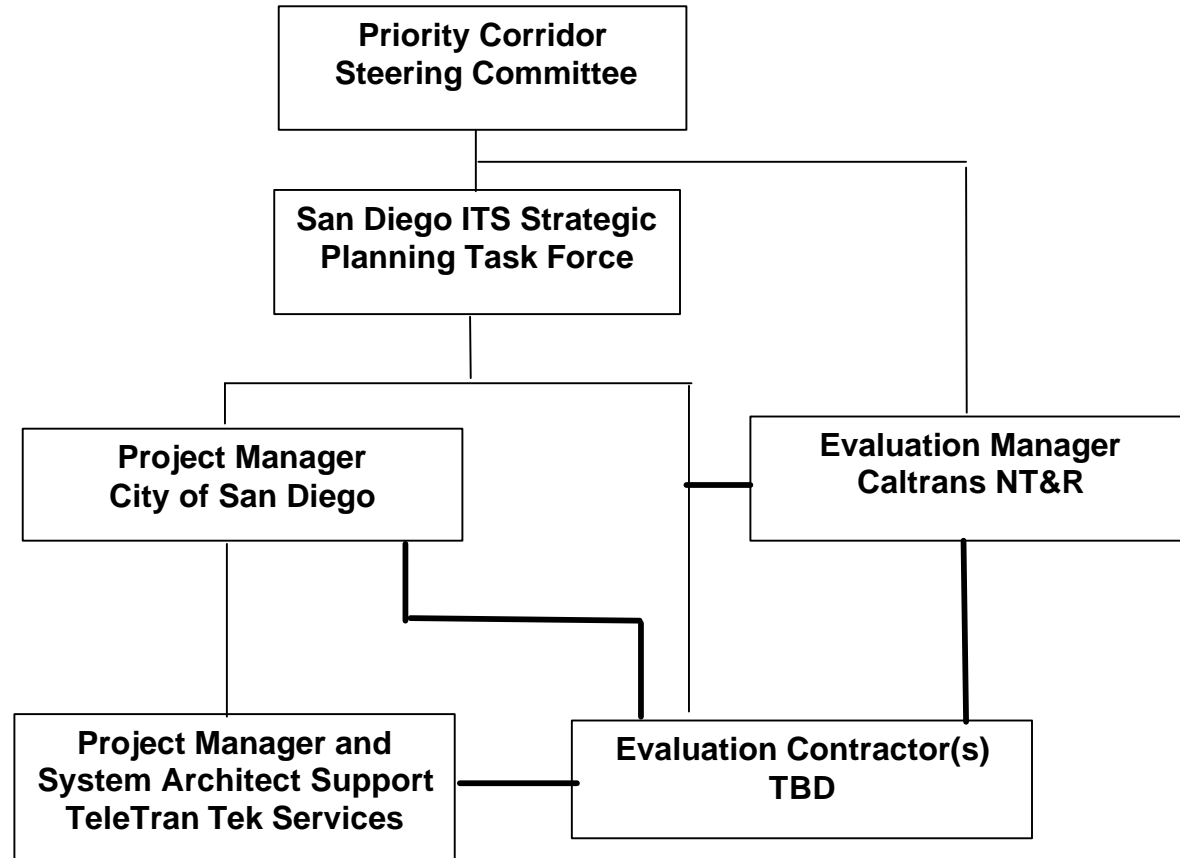 Priority Corridor
Steering Committee
San Diego ITS Strategic
Planning Task Force
Project Manager
City of San Diego
Evaluation Manager
Caltrans NT&R
Project Manager and
System Architect Support
TeleTran Tek Services
Evaluation Contractor(s)
TBD